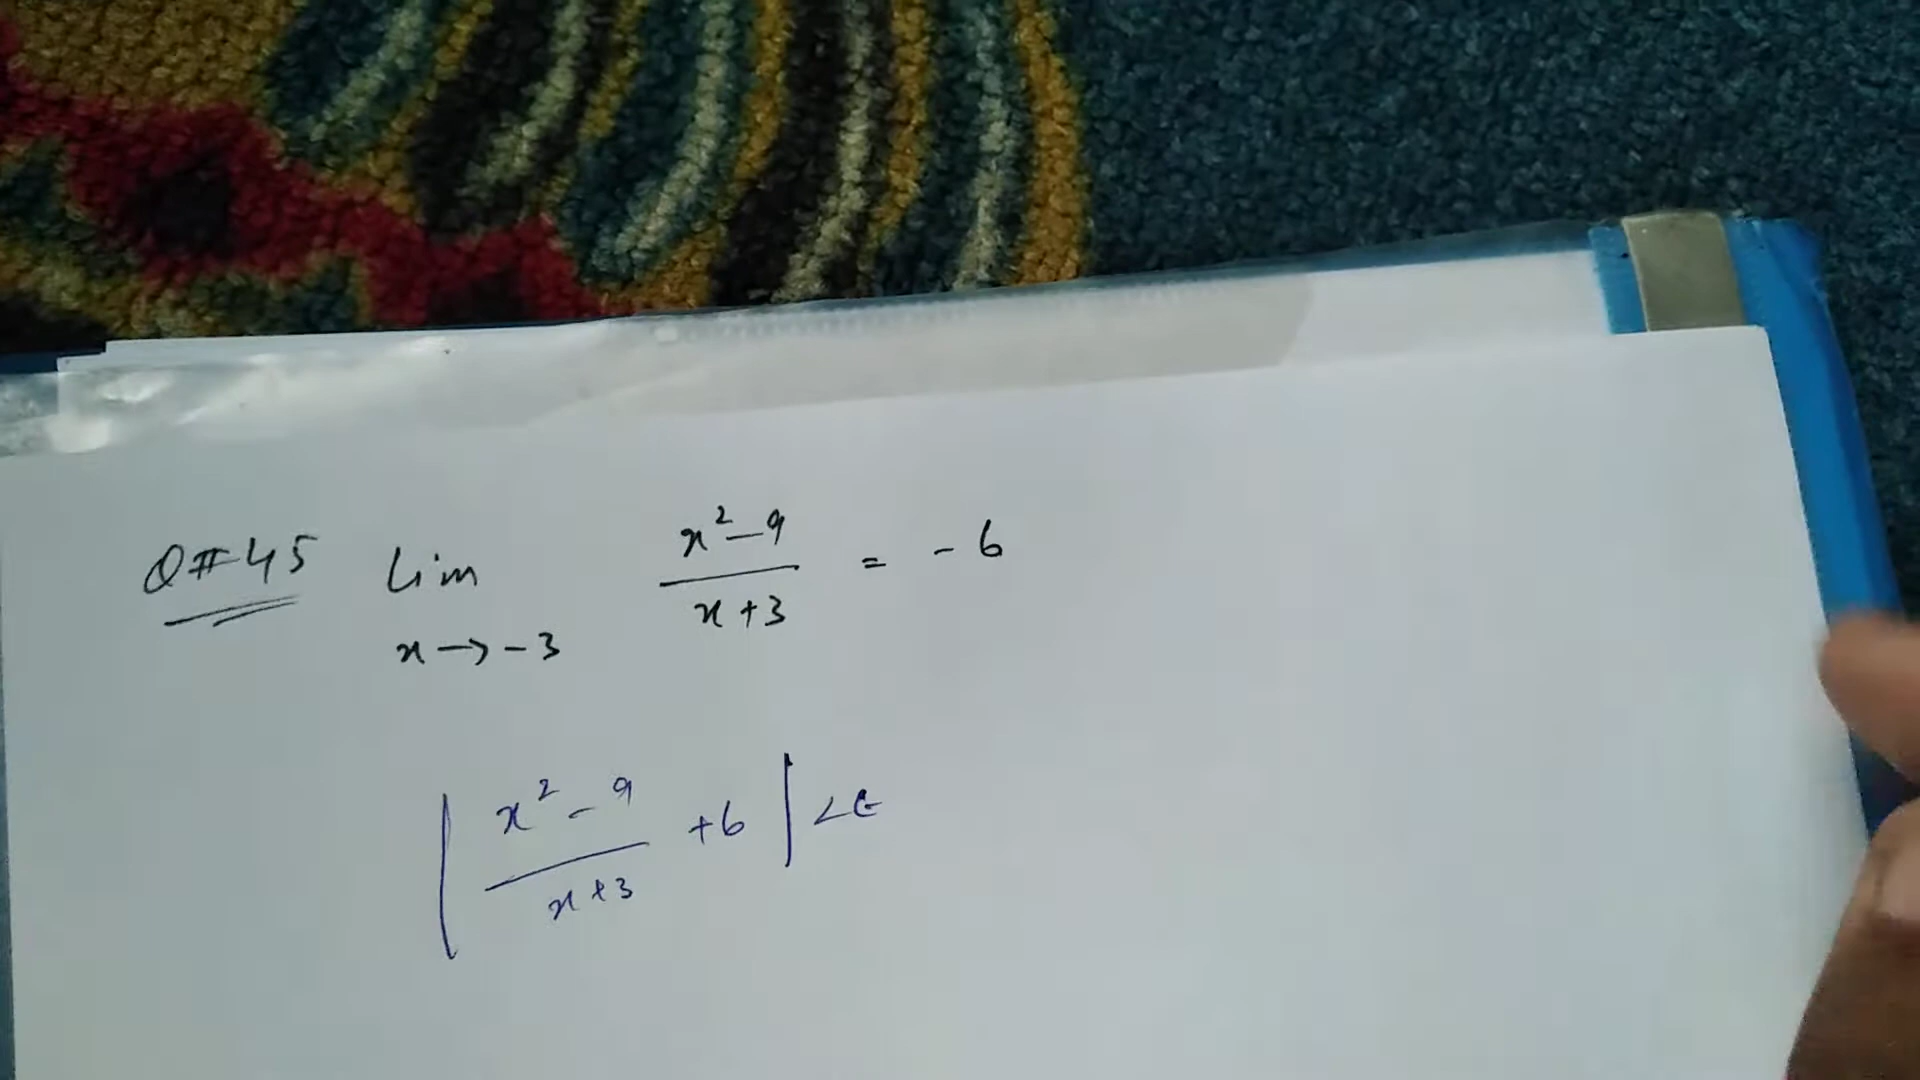 Q#45 Lim x→-3 x²-9 / x+3 = -6
| x²-9 / x+3 +6 | <ϵ